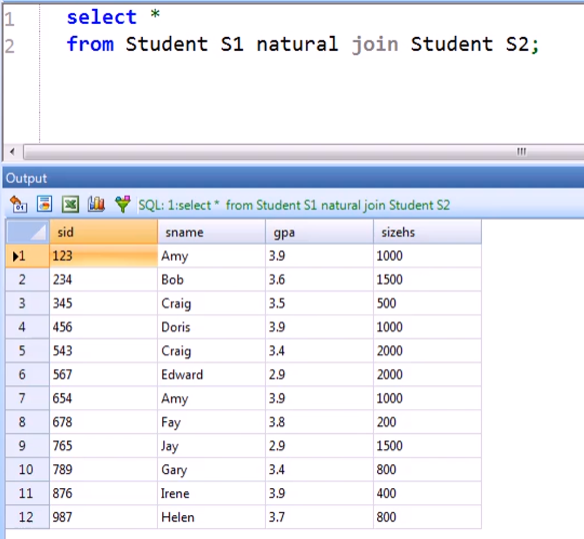 1 select *
2 from Student S1 natural join Student S2;
Output
SQL: 1:select * from Student S1 natural join Student S2
sid sname gpa sizehs
1 123 Amy 3.9 1000
2 234 Bob 3.6 1500
3 345 Craig 3.5 500
4 456 Doris 3.9 1000
5 543 Craig 3.4 2000
6 567 Edward 2.9 2000
7 654 Amy 3.9 1000
8 678 Fay 3.8 200
9 765 Jay 2.9 1500
10 789 Gary 3.4 800
11 876 Irene 3.9 400
12 987 Helen 3.7 800